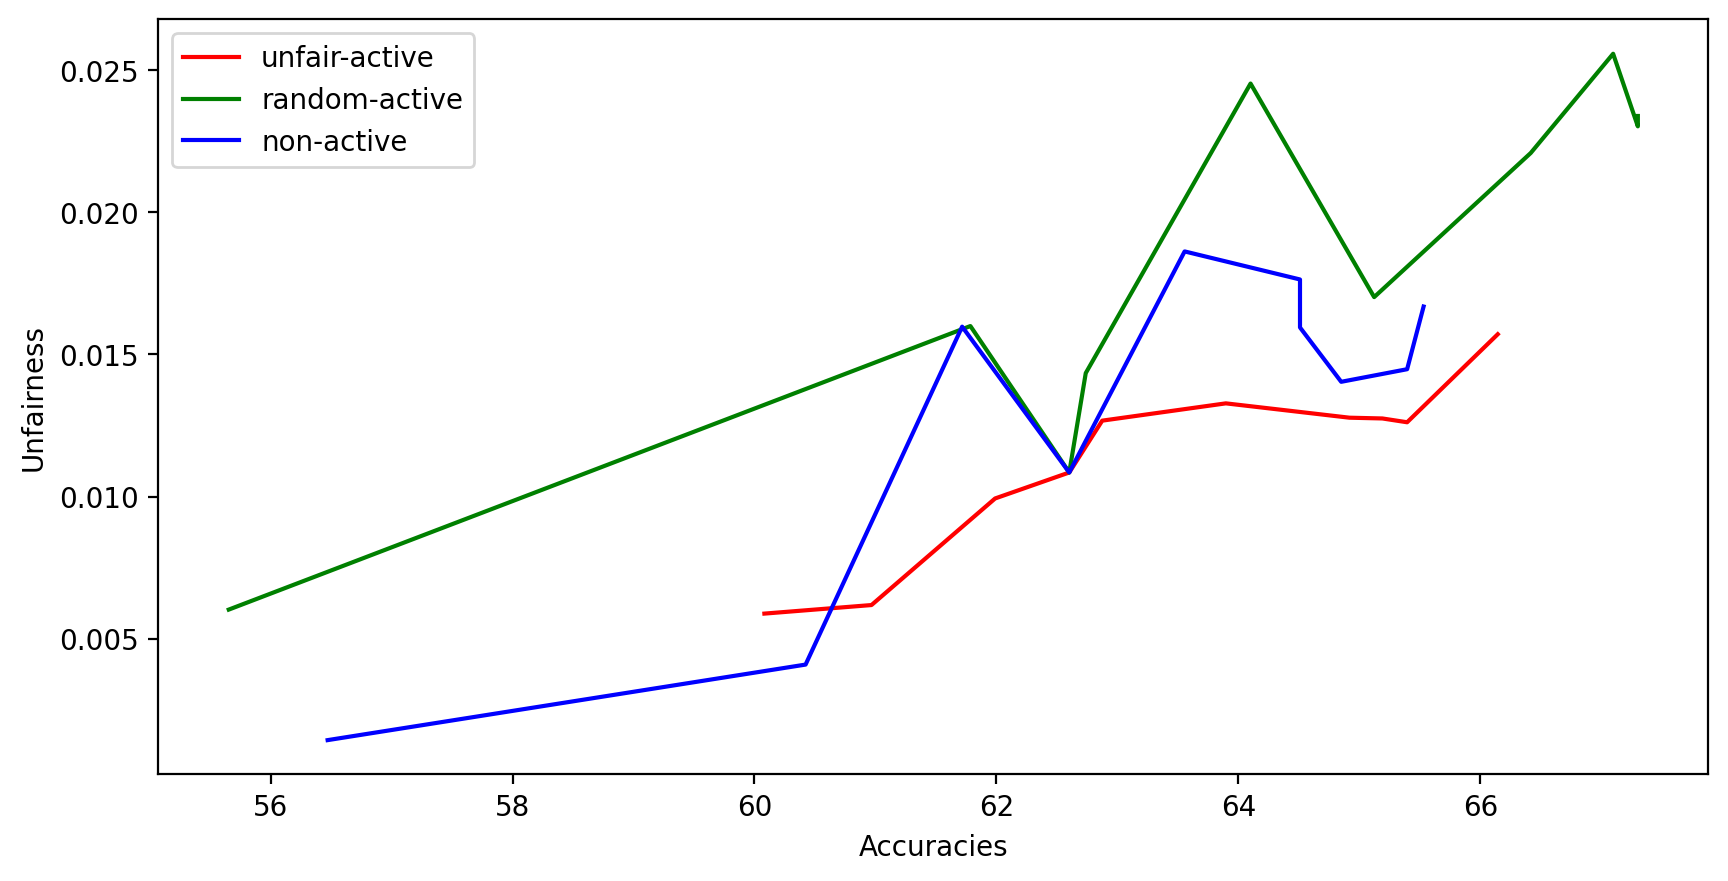 unfair-active
random-active
non-active
0.025
0.020
0.015
0.010
0.005
Unfairness
56 58 60 62 64 66
Accuracies